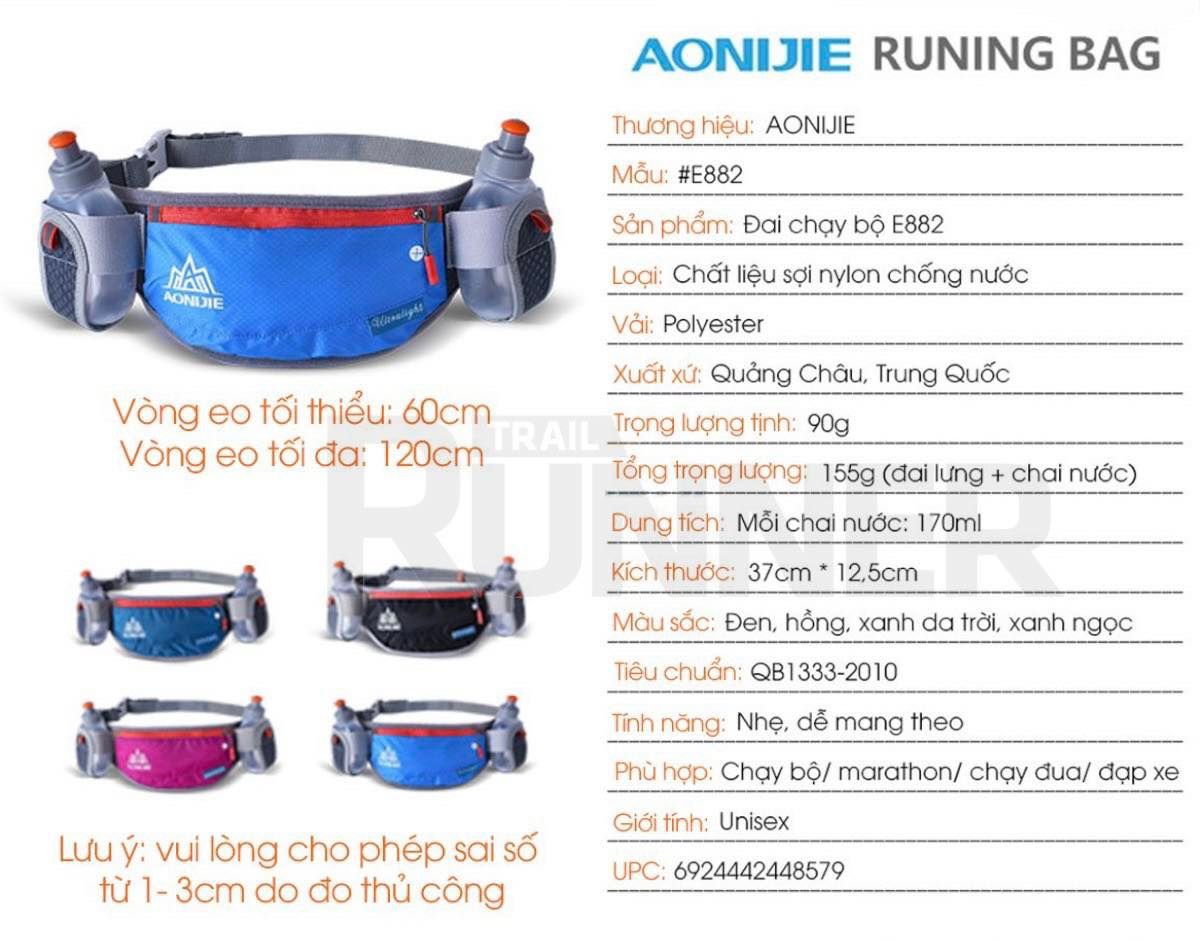 AONIJIE RUNING BAG
Thương hiệu: AONIJIE
Mẫu: #E882
Sản phẩm: Đai chạy bộ E882
Loại: Chất liệu sợi nylon chống nước
Vải: Polyester
Xuất xứ: Quảng Châu, Trung Quốc
Trọng lượng tịnh: 90g
Tổng trọng lượng: 155g (đai lưng + chai nước)
Dung tích: Mỗi chai nước: 170ml
Kích thước: 37cm * 12,5cm
Màu sắc: Đen, hồng, xanh da trời, xanh ngọc
Tiêu chuẩn: QB1333-2010
Tính năng: Nhẹ, dễ mang theo
Phù hợp: Chạy bộ/ marathon/ chạy đua/ đạp xe
Giới tính: Unisex
UPC: 6924442448579
AONIJIE
Ultralight
Vòng eo tối thiểu: 60cm
Vòng eo tối đa: 120cm
TRAIL
RUNNER
AONIJIE
AONIJIE
AONIJIE
AONIJIE
Lưu ý: vui lòng cho phép sai số
từ 1- 3cm do đo thủ công